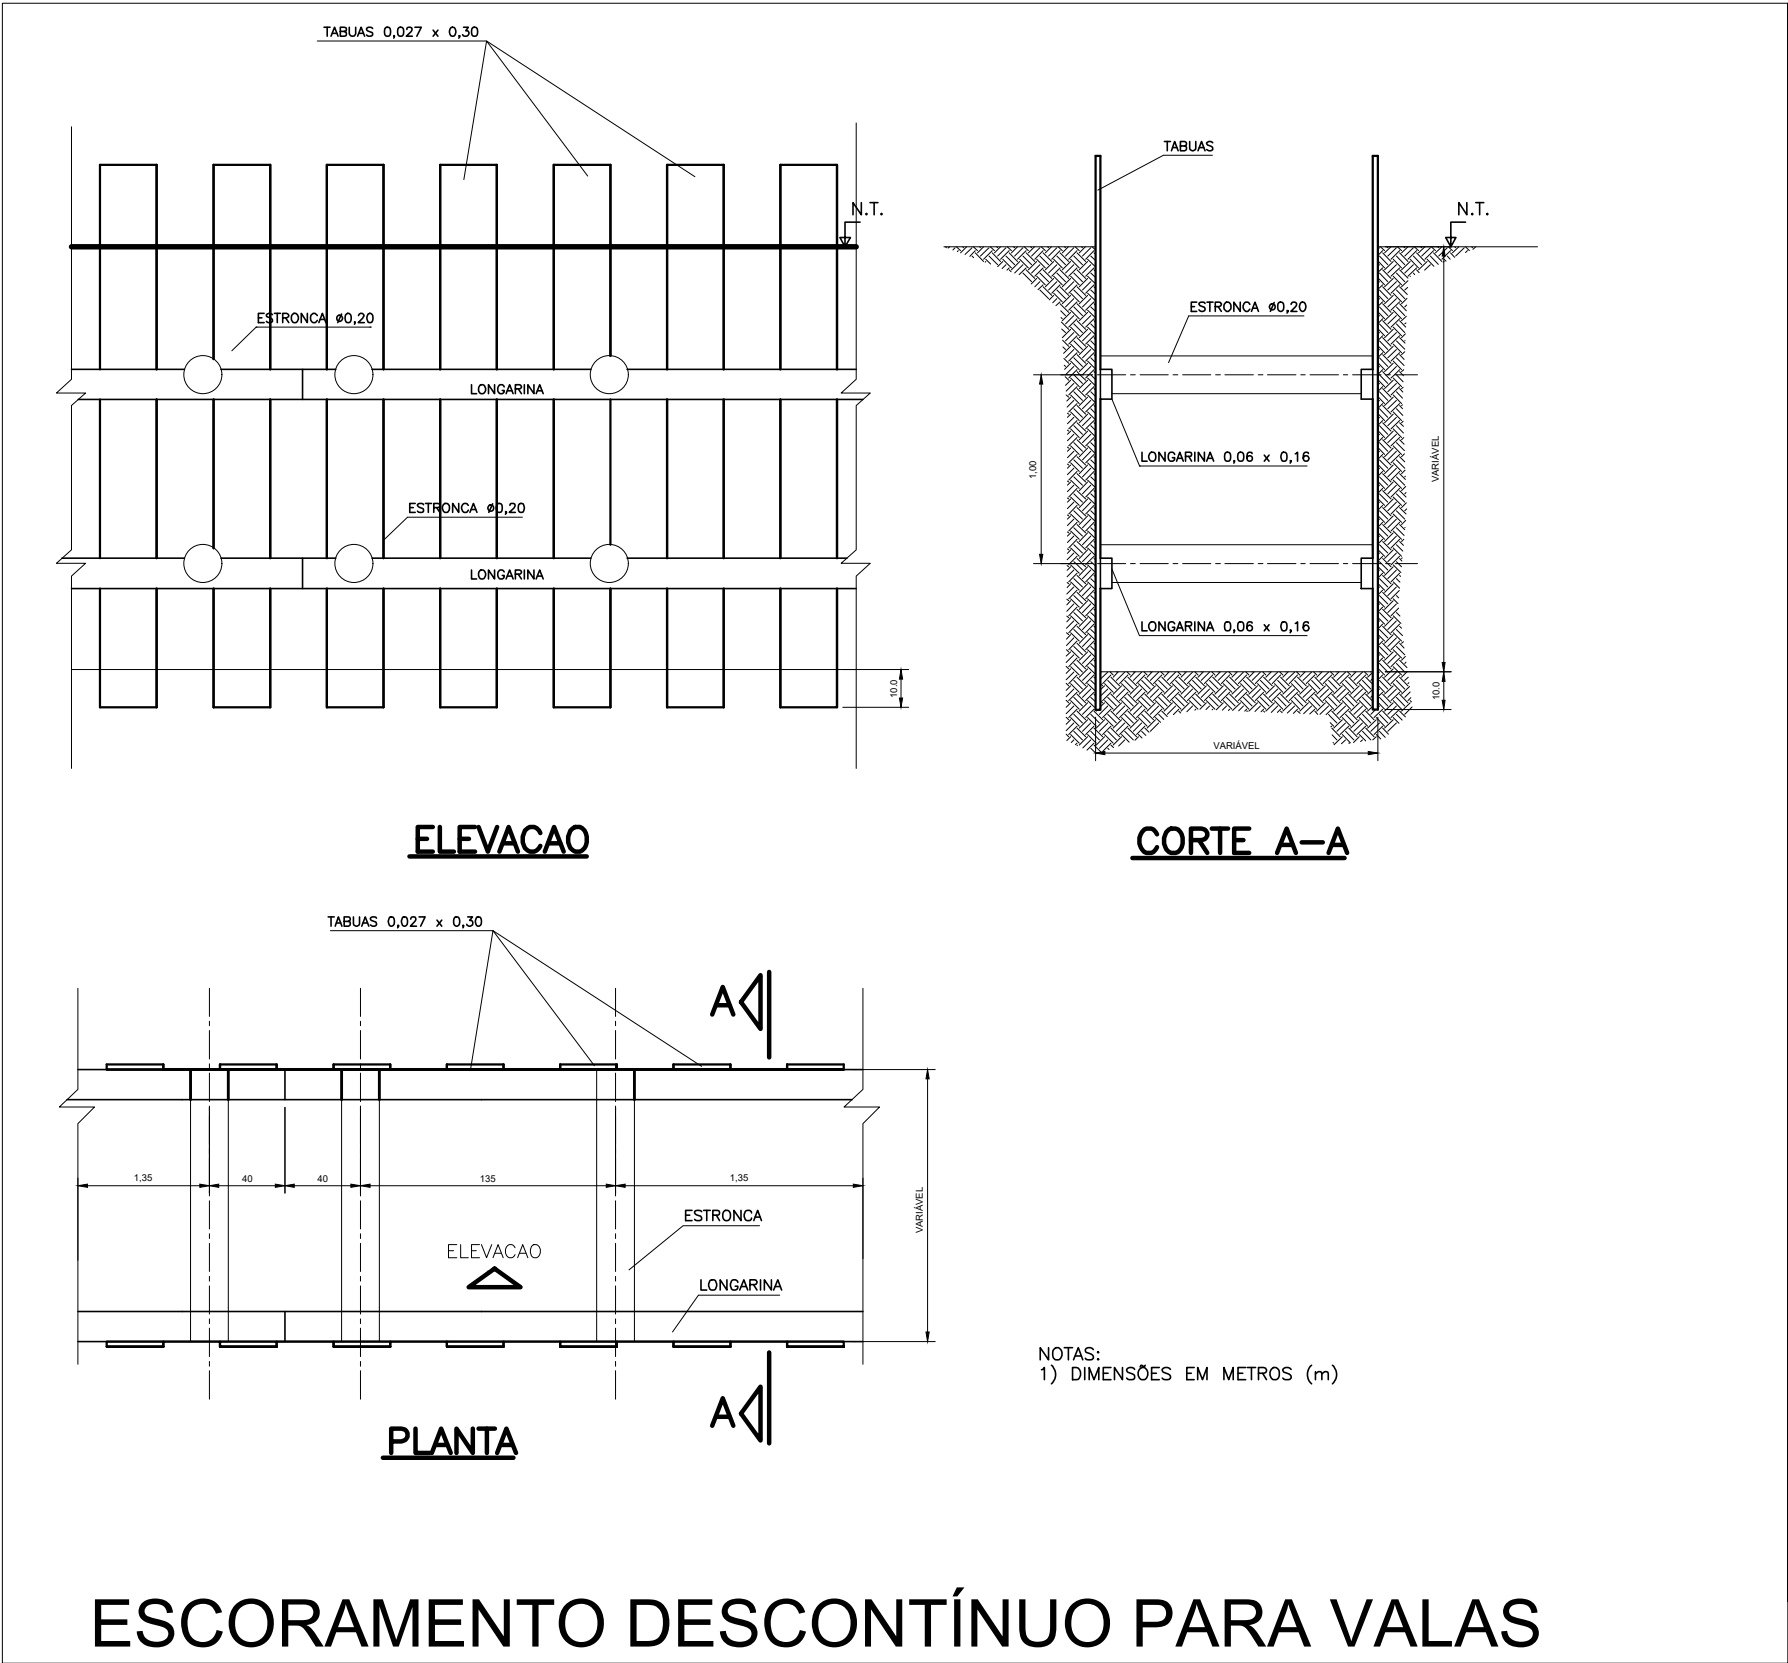 TABUAS 0,027 x 0,30
N.T.
ESTRONCA ø0,20
LONGARINA
ESTRONCA ø0,20
LONGARINA
10.0
ELEVACAO
TABUAS
N.T.
ESTRONCA ø0,20
1,00
LONGARINA 0,06 x 0,16
VARIÁVEL
LONGARINA 0,06 x 0,16
10.0
VARIÁVEL
CORTE A-A
TABUAS 0,027 x 0,30
A
1,35
40
40
135
1,35
VARIÁVEL
ESTRONCA
ELEVACAO
LONGARINA
A
PLANTA
NOTAS:
1) DIMENSÕES EM METROS (m)
ESCORAMENTO DESCONTÍNUO PARA VALAS